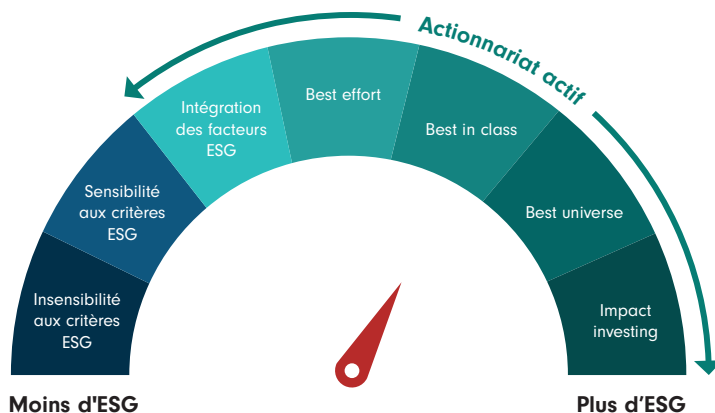 Actionnariat actif
Best effort
Intégration
des facteurs
ESG
Best in class
Sensibilité
aux critères
ESG
Best universe
Insensibilité
aux critères
ESG
Impact
investing
Moins d'ESG
Plus d’ESG